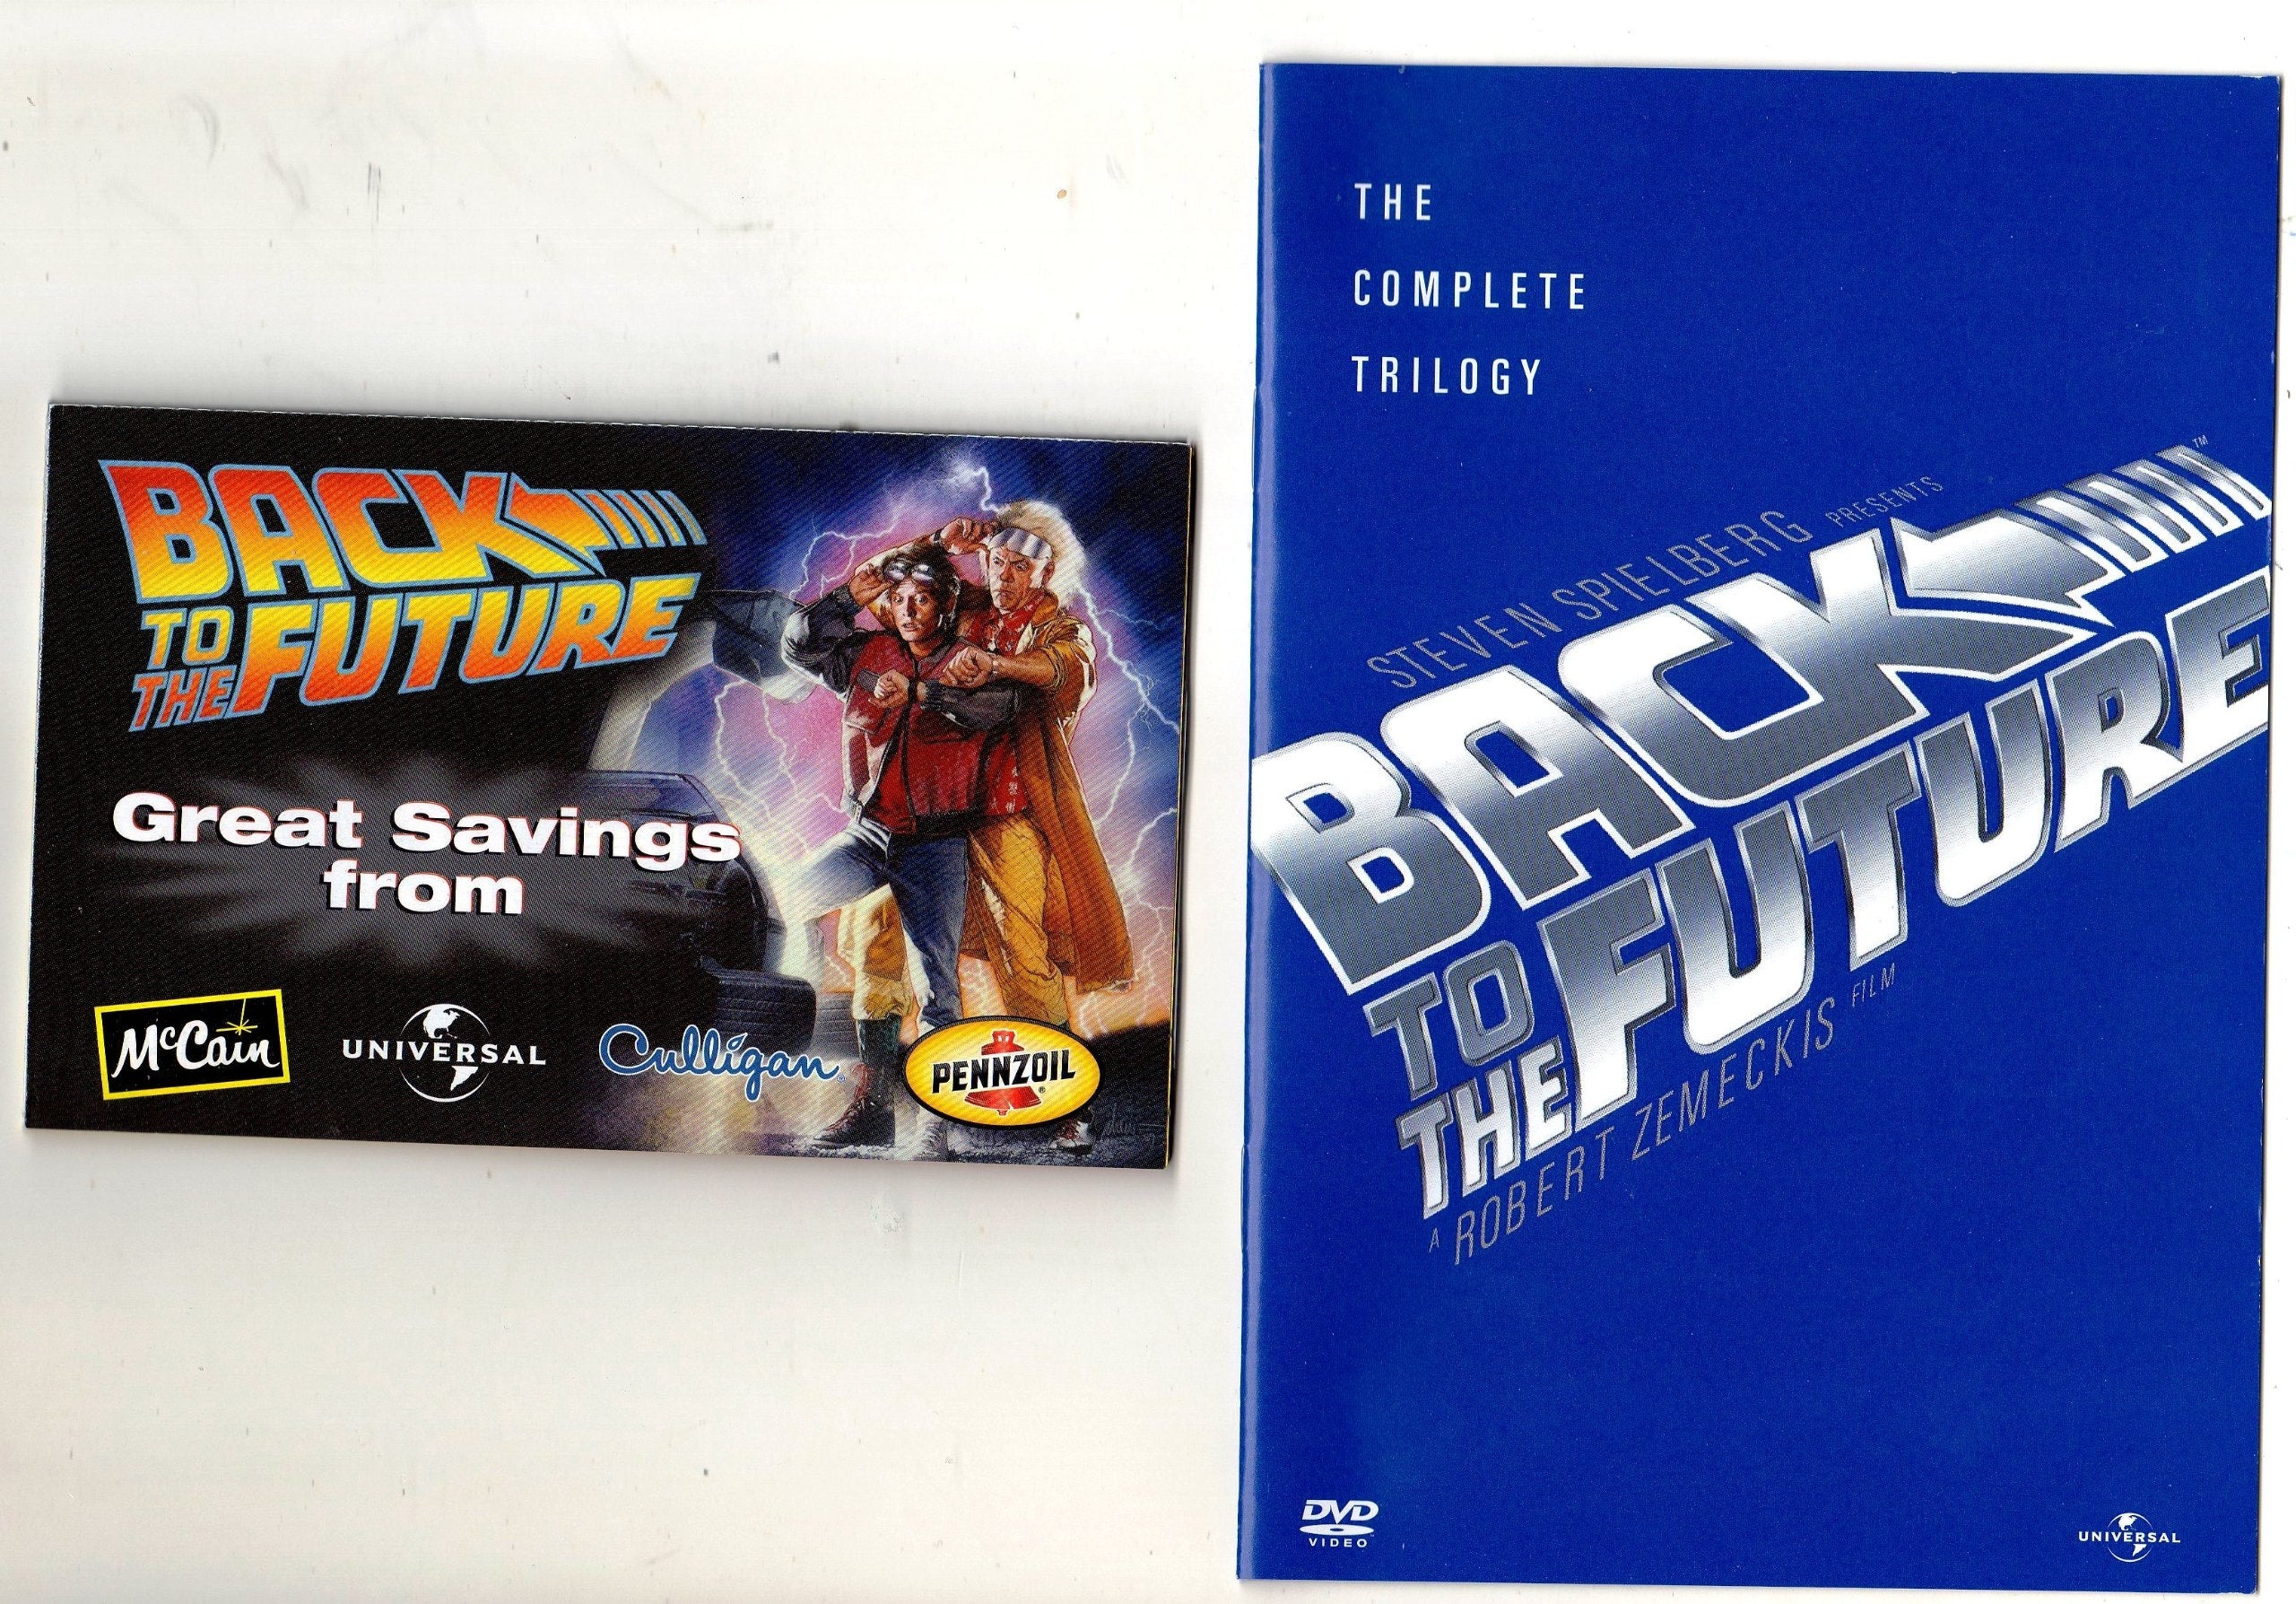 BACK
TO
THE FUTURE
Great Savings
from
McCain
UNIVERSAL
Culligan®
PENNZOIL®
THE
COMPLETE
TRILOGY
STEVEN SPIELBERG PRESENTS
BACK™
TO
THE FUTURE
A ROBERT ZEMECKIS FILM
DVD
VIDEO
UNIVERSAL